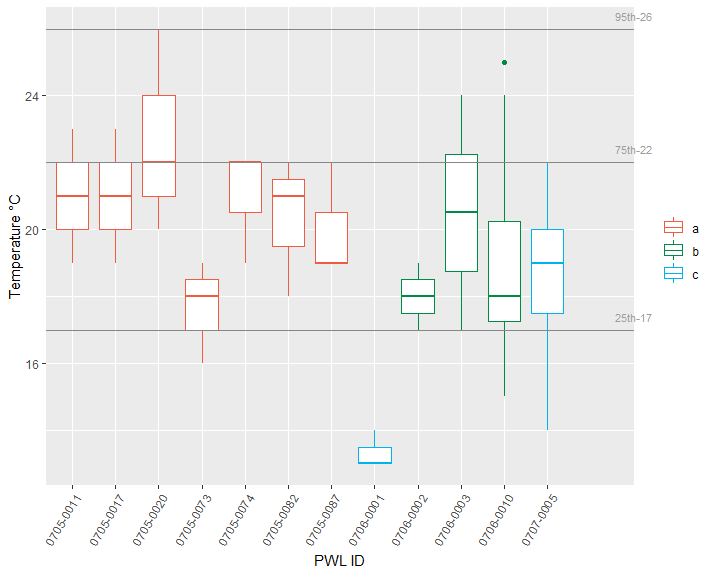 95th-26
75th-22
25th-17
24
20
16
Temperature °C
0705-0011
0705-0017
0705-0020
0705-0073
0705-0074
0705-0082
0705-0087
0706-0001
0706-0002
0706-0003
0706-0010
0707-0005
PWL ID
a
b
c